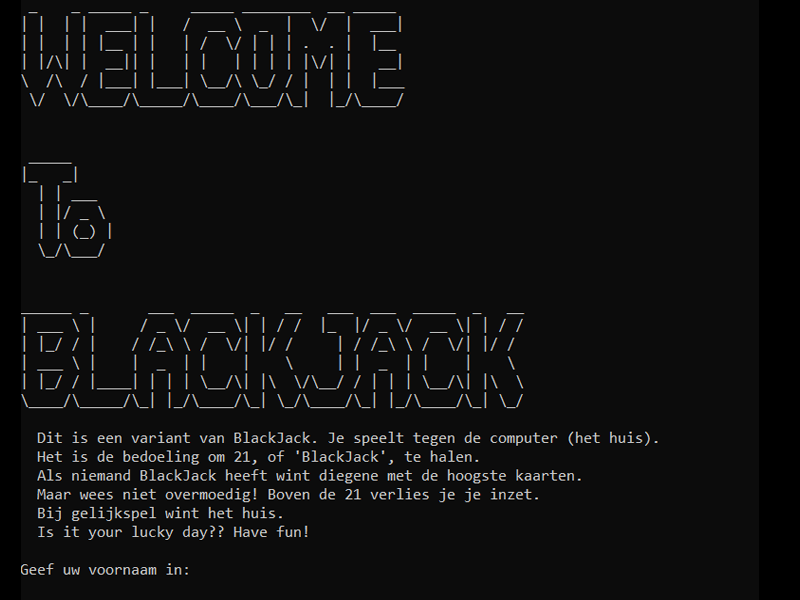 WELCOME
To
BLACKJACK
Dit is een variant van BlackJack. Je speelt tegen de computer (het huis).
Het is de bedoeling om 21, of 'BlackJack', te halen.
Als niemand BlackJack heeft wint diegene met de hoogste kaarten.
Maar wees niet overmoedig! Boven de 21 verlies je je inzet.
Bij gelijkspel wint het huis.
Is it your lucky day?? Have fun!
Geef uw voornaam in: